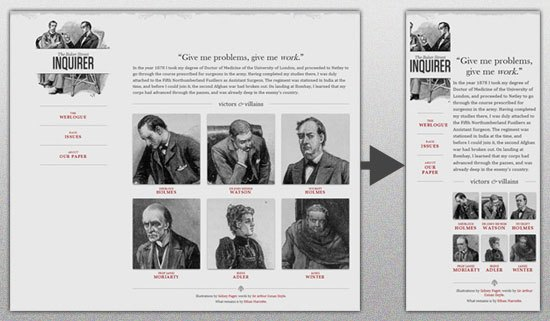 The Baker Street
INQUIRER
THE
WEBLOGUE
BACK
ISSUES
ABOUT
OUR PAPER
“Give me problems, give me work.”
In the year 1878 I took my degree of Doctor of Medicine of the University of London, and proceeded to Netley to
go through the course prescribed for surgeons in the army. Having completed my studies there, I was duly
attached to the Fifth Northumberland Fusiliers as Assistant Surgeon. The regiment was stationed in India at the
time, and before I could join it, the second Afghan war had broken out. On landing at Bombay, I learned that my
corps had advanced through the passes, and was already deep in the enemy's country.
victors & villains
SHERLOCK
HOLMES
DR JOHN HENRY
WATSON
MYCROFT
HOLMES
PROF JAMES
MORIARTY
IRENE
ADLER
KITTY
WINTER
Illustrations by Sidney Paget, words by Sir Arthur
Conan Doyle.
What remains is by Ethan Marcotte.
The Baker Street
INQUIRER
THE
WEBLOGUE
BACK
ISSUES
ABOUT
OUR
PAPER
“Give me problems,
give me work.”
In the year 1878 I took my degree
of Doctor of Medicine of the University of
London, and proceeded to Netley to
go through the course prescribed
for surgeons in the army. Having
completed my studies there, I was
duly attached to the Fifth
Northumberland Fusiliers as
Assistant Surgeon. The regiment
was stationed in India at the time, and
before I could join it, the second
Afghan war had broken out. On landing at
Bombay, I learned that my corps had
advanced through the passes, and was
already deep in the enemy's country.
victors & villains
HOLMES
WATSON
HOLMES
MORIARTY
ADLER
WINTER
Illustrations by Sidney Paget, words by Sir Arthur
Conan Doyle.
What remains is by Ethan Marcotte.